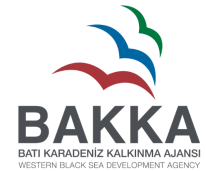 BAKKA
BATI KARADENİZ KALKINMA AJANSI
WESTERN BLACK SEA DEVELOPMENT AGENCY